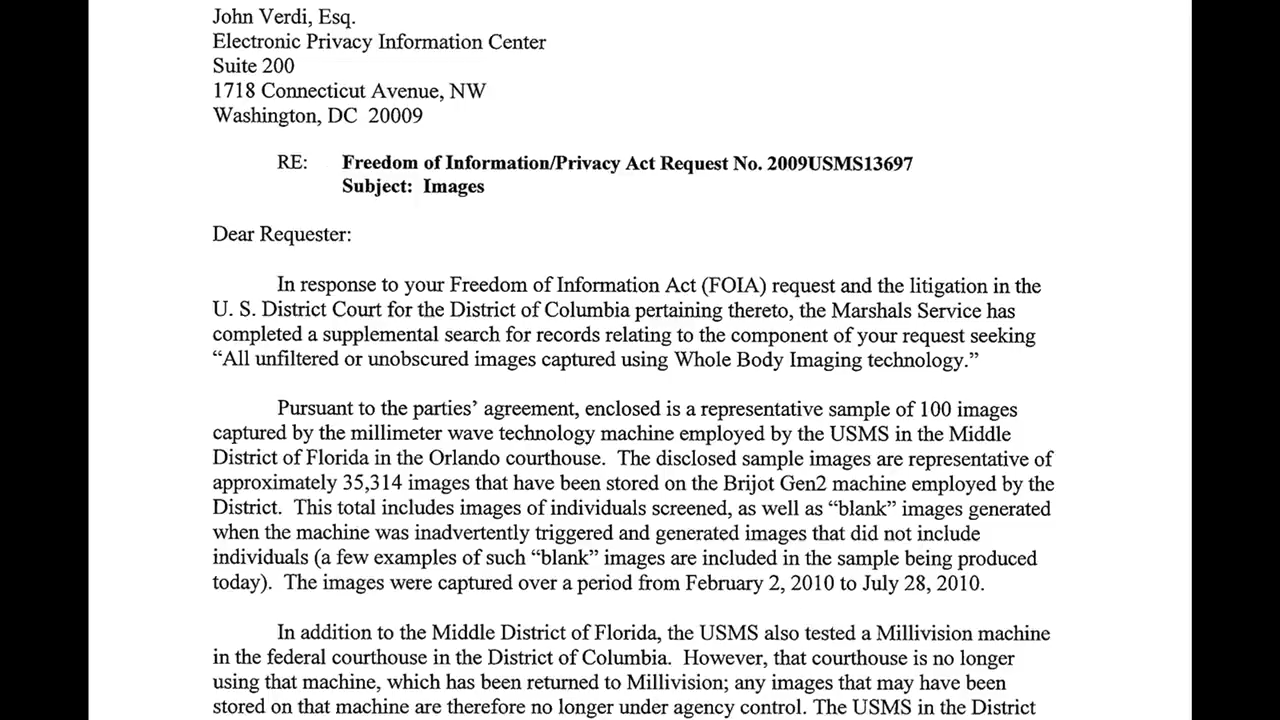 John Verdi, Esq.
Electronic Privacy Information Center
Suite 200
1718 Connecticut Avenue, NW
Washington, DC 20009
RE: Freedom of Information/Privacy Act Request No. 2009USMS13697
Subject: Images
Dear Requester:
In response to your Freedom of Information Act (FOIA) request and the litigation in the
U. S. District Court for the District of Columbia pertaining thereto, the Marshals Service has
completed a supplemental search for records relating to the component of your request seeking
“All unfiltered or unobscured images captured using Whole Body Imaging technology.”
Pursuant to the parties’ agreement, enclosed is a representative sample of 100 images
captured by the millimeter wave technology machine employed by the USMS in the Middle
District of Florida in the Orlando courthouse. The disclosed sample images are representative of
approximately 35,314 images that have been stored on the Brijot Gen2 machine employed by the
District. This total includes images of individuals screened, as well as “blank” images generated
when the machine was inadvertently triggered and generated images that did not include
individuals (a few examples of such “blank” images are included in the sample being produced
today). The images were captured over a period from February 2, 2010 to July 28, 2010.
In addition to the Middle District of Florida, the USMS also tested a Millivision machine
in the federal courthouse in the District of Columbia. However, that courthouse is no longer
using that machine, which has been returned to Millivision; any images that may have been
stored on that machine are therefore no longer under agency control. The USMS in the District